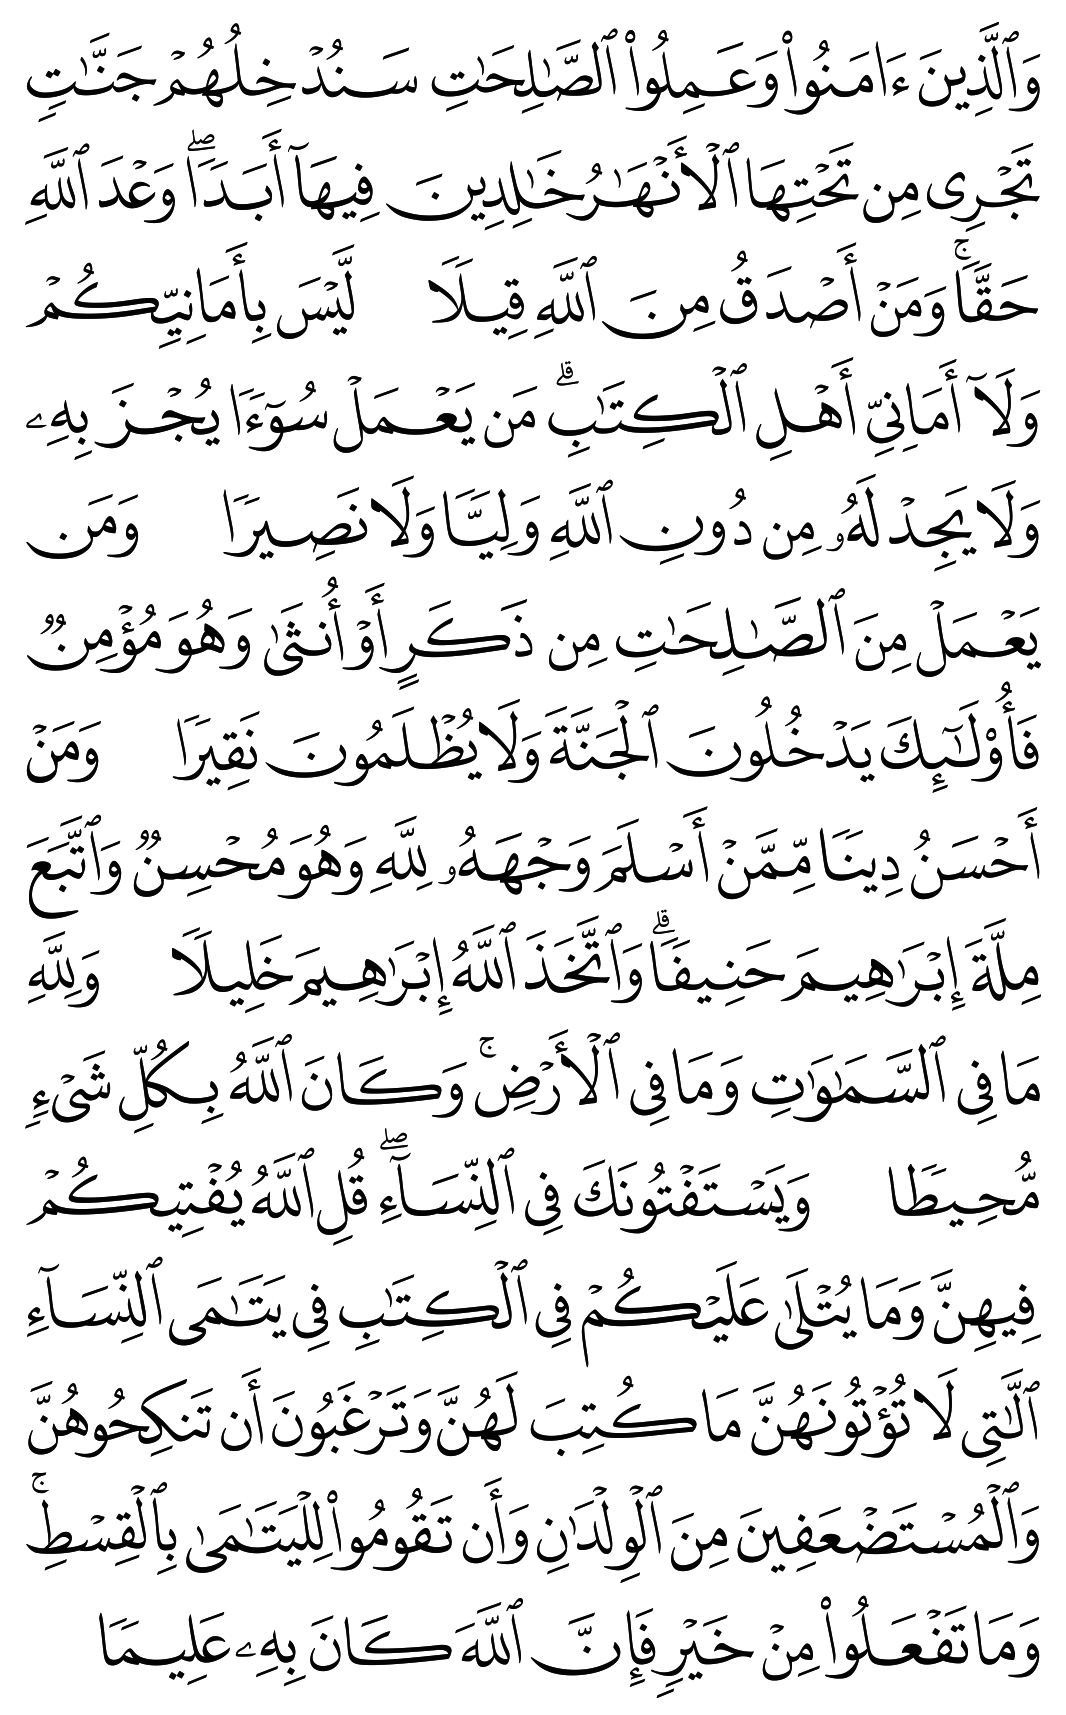 وَٱلَّذِينَ ءَامَنُوا۟ وَعَمِلُوا۟ ٱلصَّٰلِحَٰتِ سَنُدْخِلُهُمْ جَنَّٰتٍ
تَجْرِى مِن تَحْتِهَا ٱلْأَنْهَٰرُ خَٰلِدِينَ فِيهَآ أَبَدًا ۖ وَعْدَ ٱللَّهِ
حَقًّا ۚ وَمَنْ أَصْدَقُ مِنَ ٱللَّهِ قِيلًا لَّيْسَ بِأَمَانِيِّكُمْ
وَلَآ أَمَانِىِّ أَهْلِ ٱلْكِتَٰبِ ۗ مَن يَعْمَلْ سُوٓءًا يُجْزَ بِهِۦ
وَلَا يَجِدْ لَهُۥ مِن دُونِ ٱللَّهِ وَلِيًّا وَلَا نَصِيرًا وَمَن
يَعْمَلْ مِنَ ٱلصَّٰلِحَٰتِ مِن ذَكَرٍ أَوْ أُنثَىٰ وَهُوَ مُؤْمِنٌ
فَأُو۟لَٰٓئِكَ يَدْخُلُونَ ٱلْجَنَّةَ وَلَا يُظْلَمُونَ نَقِيرًا وَمَنْ
أَحْسَنُ دِينًا مِّمَّنْ أَسْلَمَ وَجْهَهُۥ لِلَّهِ وَهُوَ مُحْسِنٌ وَٱتَّبَعَ
مِلَّةَ إِبْرَٰهِيمَ حَنِيفًا ۗ وَٱتَّخَذَ ٱللَّهُ إِبْرَٰهِيمَ خَلِيلًا وَلِلَّهِ
مَا فِى ٱلسَّمَٰوَٰتِ وَمَا فِى ٱلْأَرْضِ ۚ وَكَانَ ٱللَّهُ بِكُلِّ شَىْءٍ
مُّحِيطًا وَيَسْتَفْتُونَكَ فِى ٱلنِّسَآءِ ۖ قُلِ ٱللَّهُ يُفْتِيكُمْ
فِيهِنَّ وَمَا يُتْلَىٰ عَلَيْكُمْ فِى ٱلْكِتَٰبِ فِى يَتَٰمَى ٱلنِّسَآءِ
ٱلَّٰتِى لَا تُؤْتُونَهُنَّ مَا كُتِبَ لَهُنَّ وَتَرْغَبُونَ أَن تَنكِحُوهُنَّ
وَٱلْمُسْتَضْعَفِينَ مِنَ ٱلْوِلْدَٰنِ وَأَن تَقُومُوا۟ لِلْيَتَٰمَىٰ بِٱلْقِسْطِ ۚ
وَمَا تَفْعَلُوا۟ مِنْ خَيْرٍ فَإِنَّ ٱللَّهَ كَانَ بِهِۦ عَلِيمًا